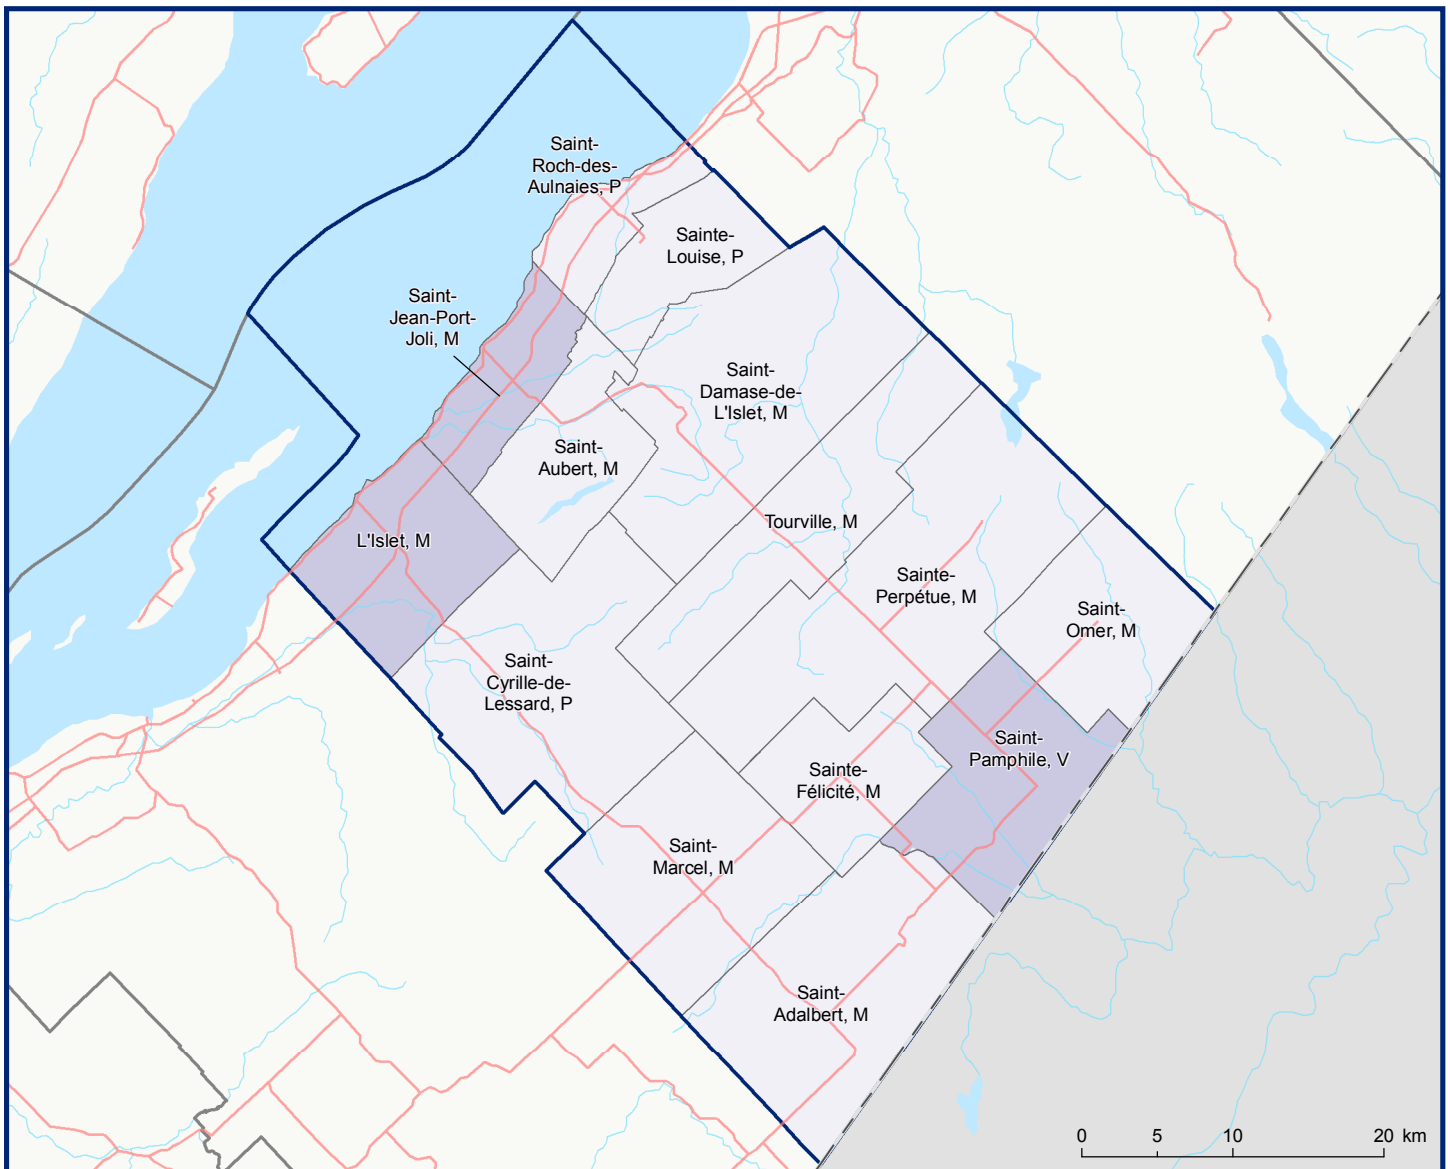 Saint-
Roch-des-
Aulnaies, P
Sainte-
Louise, P
Saint-
Jean-Port-
Joli, M
Saint-
Damase-de-
L'Islet, M
Saint-
Aubert, M
L'Islet, M
Tourville, M
Sainte-
Perpétue, M
Saint-
Omer, M
Saint-
Cyrille-de-
Lessard, P
Saint-
Pamphile, V
Sainte-
Félicité, M
Saint-
Marcel, M
Saint-
Adalbert, M
0 5 10 20 km